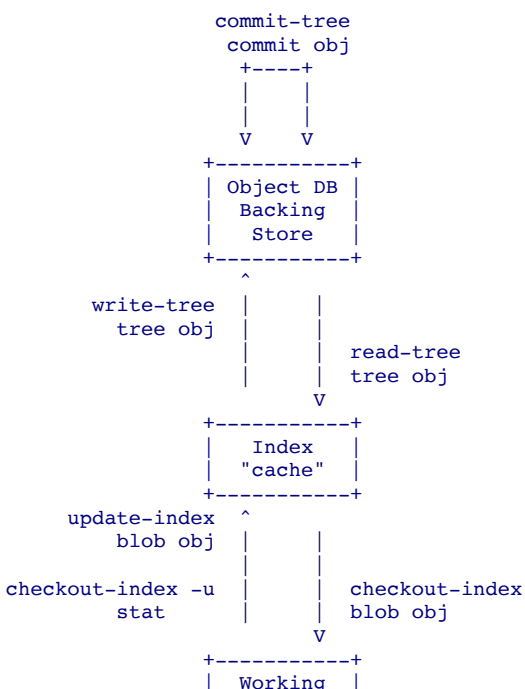 commit-tree
commit obj
+----+
|    |
|    |
V    V
+-----------+
| Object DB |
|  Backing  |
|   Store   |
+-----------+
^
write-tree  |     |
tree obj  |     |
|     |  read-tree
|     |  tree obj
V
+-----------+
|   Index   |
|  "cache"  |
+-----------+
update-index  ^
blob obj  |     |
|     |
checkout-index -u  |     |  checkout-index
stat  |     |  blob obj
V
+-----------+
|  Working  |